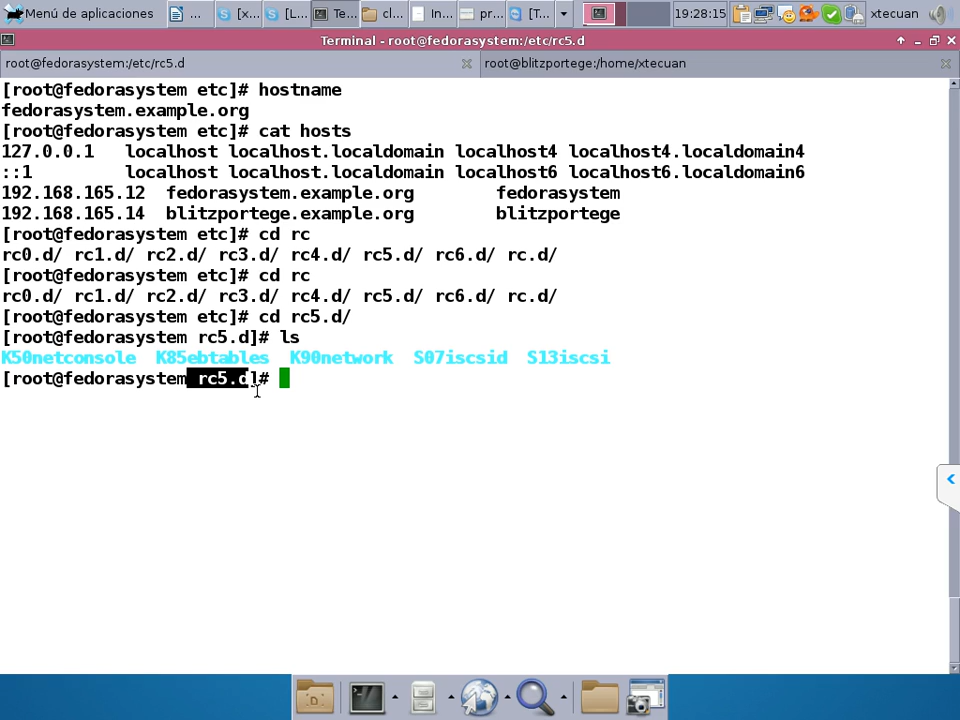 Menú de aplicaciones ... [x... [L... Te... cl... In... pr... [T... 19:28:15 xtecuan
Terminal - root@fedorasystem:/etc/rc5.d
root@fedorasystem:/etc/rc5.d root@blitzportege:/home/xtecuan
[root@fedorasystem etc]# hostname
fedorasystem.example.org
[root@fedorasystem etc]# cat hosts
127.0.0.1 localhost localhost.localdomain localhost4 localhost4.localdomain4
::1 localhost localhost.localdomain localhost6 localhost6.localdomain6
192.168.165.12 fedorasystem.example.org fedorasystem
192.168.165.14 blitzportege.example.org blitzportege
[root@fedorasystem etc]# cd rc
rc0.d/ rc1.d/ rc2.d/ rc3.d/ rc4.d/ rc5.d/ rc6.d/ rc.d/
[root@fedorasystem etc]# cd rc
rc0.d/ rc1.d/ rc2.d/ rc3.d/ rc4.d/ rc5.d/ rc6.d/ rc.d/
[root@fedorasystem etc]# cd rc5.d/
[root@fedorasystem rc5.d]# ls
K50netconsole K85ebtables K90network S07iscsid S13iscsi
[root@fedorasystem rc5.d]#